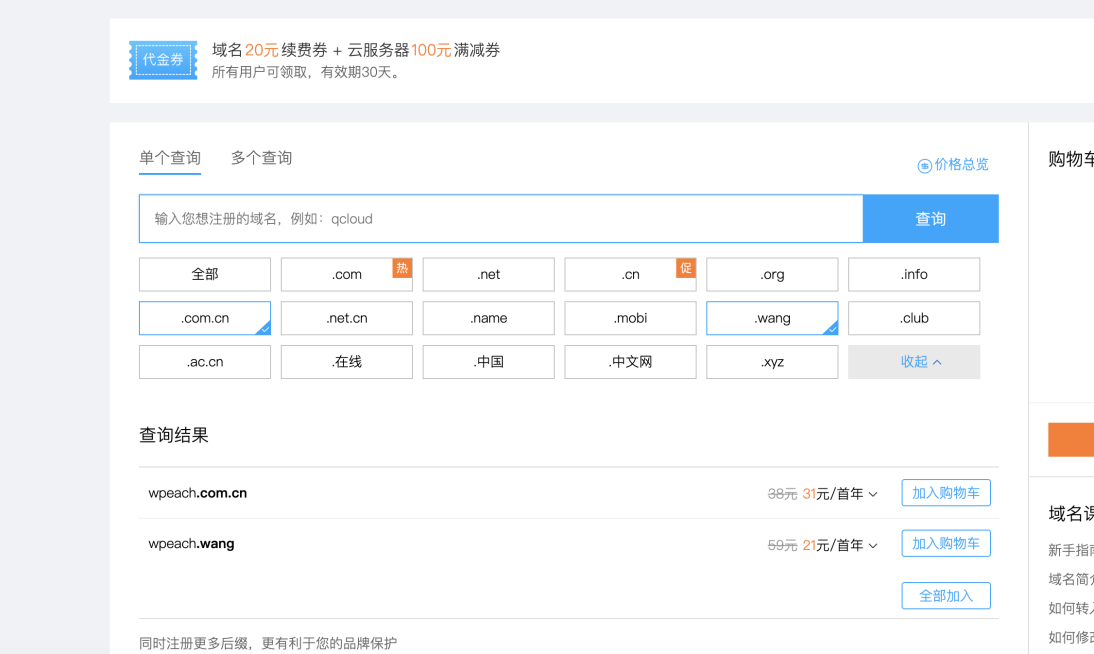 代金券
域名20元续费券 + 云服务器100元满减券
所有用户可领取，有效期30天。
单个查询 多个查询
价格总览
购物车
输入您想注册的域名，例如：qcloud 查询
全部 .com 热 .net .cn 促 .org .info
.com.cn .net.cn .name .mobi .wang .club
.ac.cn .在线 .中国 .中文网 .xyz 收起
查询结果
wpeach.com.cn 38元 31元/首年 加入购物车
wpeach.wang 59元 21元/首年 加入购物车
全部加入
同时注册更多后缀，更有利于您的品牌保护
域名课
新手指南
域名简介
如何转入
如何修改